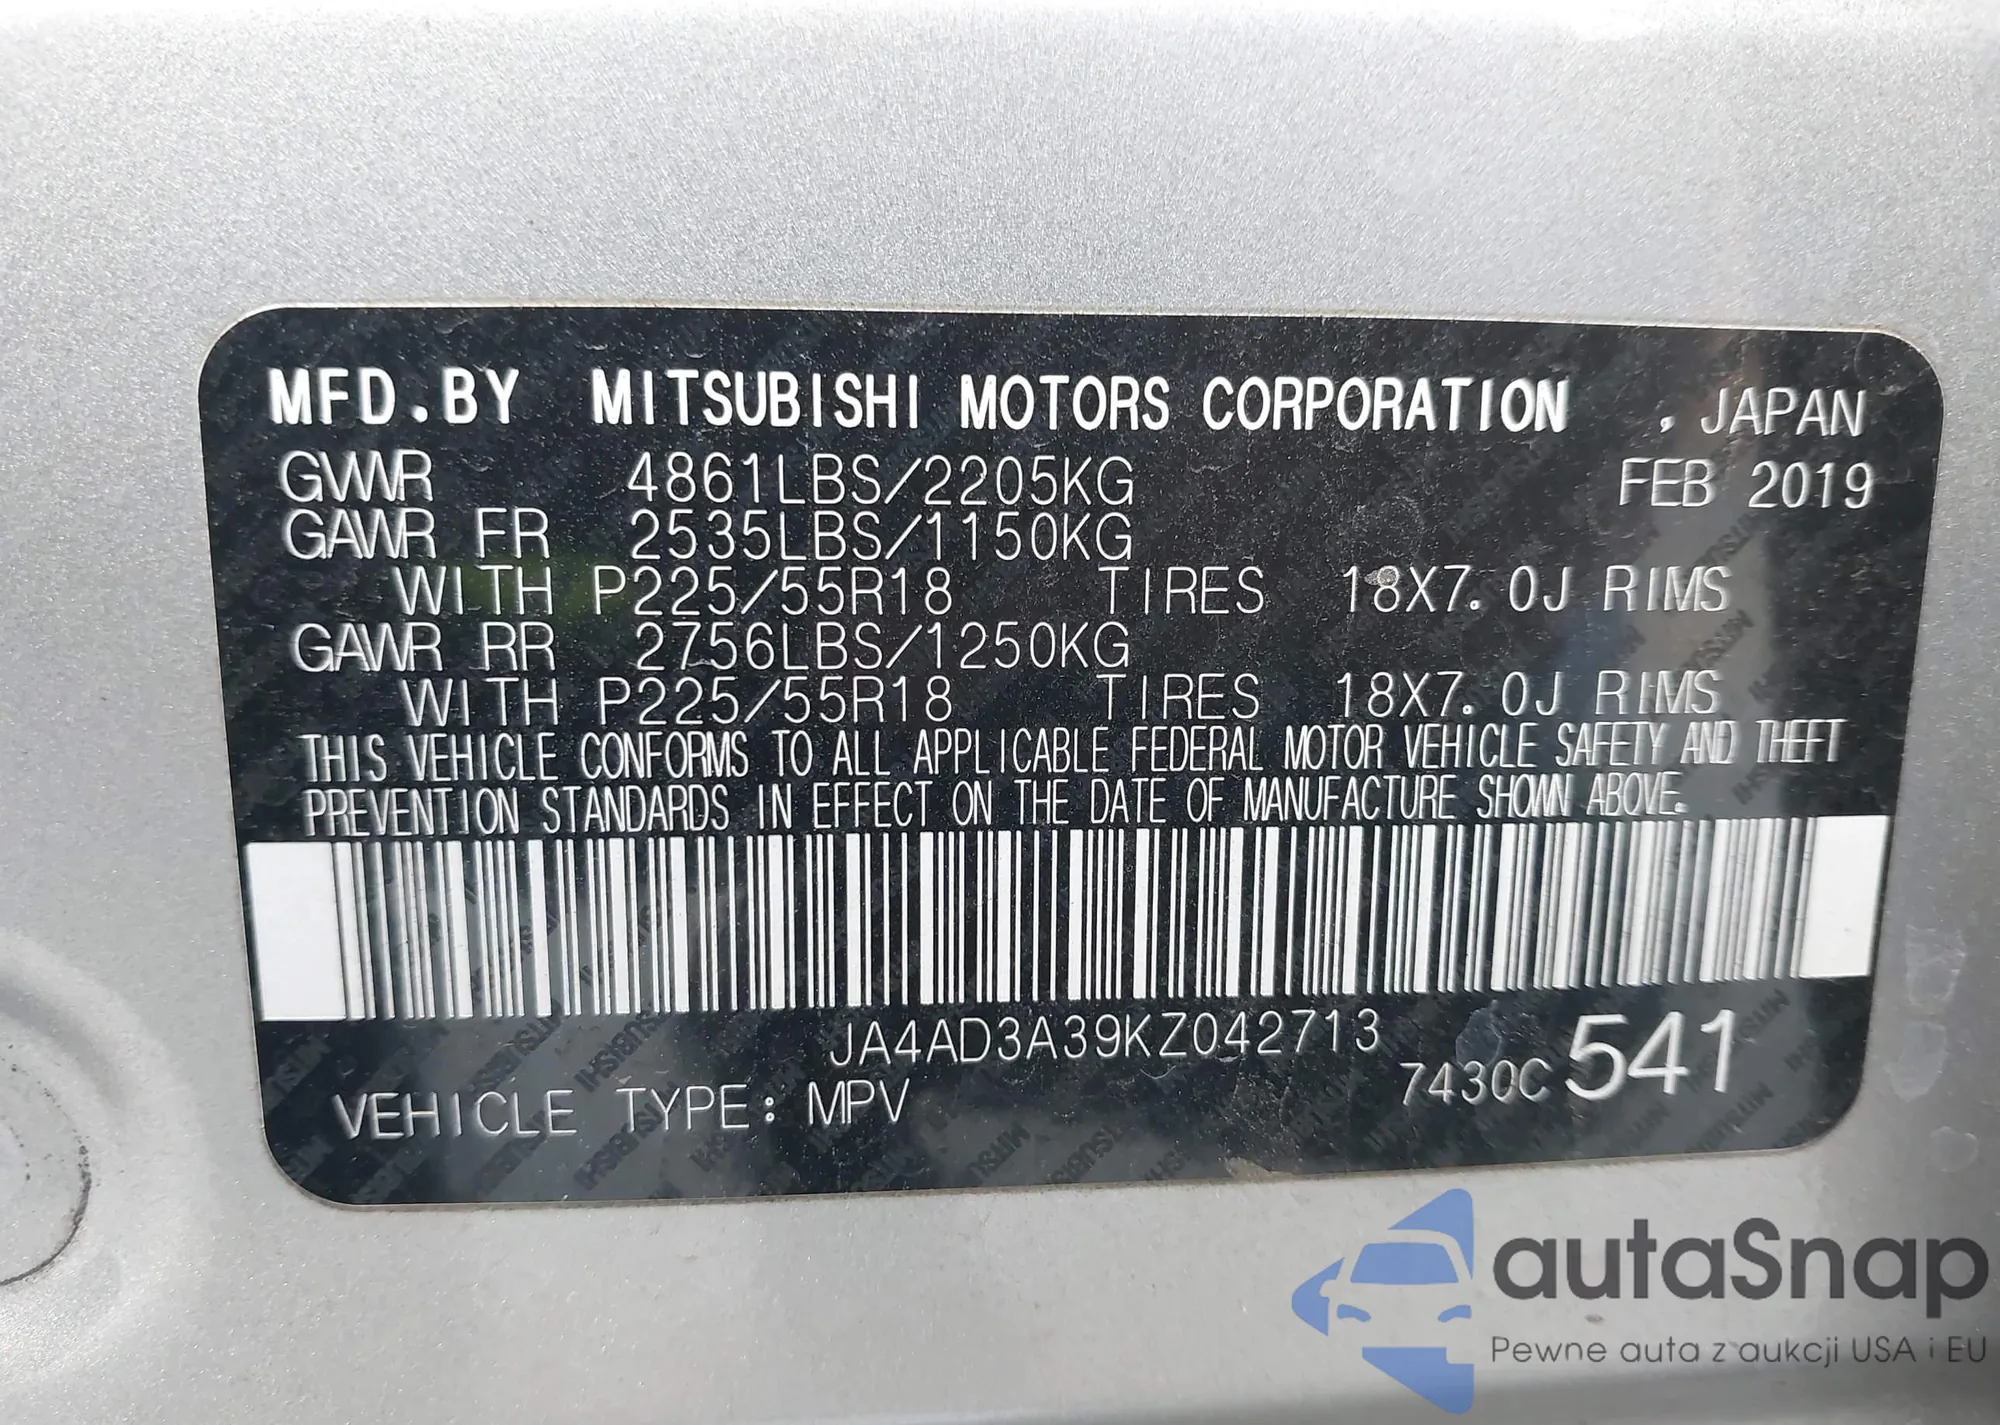 MFD.BY MITSUBISHI MOTORS CORPORATION , JAPAN
GVWR 4861LBS/2205KG FEB 2019
GAWR FR 2535LBS/1150KG
WITH P225/55R18 TIRES 18X7.0J RIMS
GAWR RR 2756LBS/1250KG
WITH P225/55R18 TIRES 18X7.0J RIMS
THIS VEHICLE CONFORMS TO ALL APPLICABLE FEDERAL MOTOR VEHICLE SAFETY AND THEFT
PREVENTION STANDARDS IN EFFECT ON THE DATE OF MANUFACTURE SHOWN ABOVE.
JA4AD3A39KZ042713
7430C 541
VEHICLE TYPE: MPV
autaSnap
Pewne auta z aukcji USA i EU